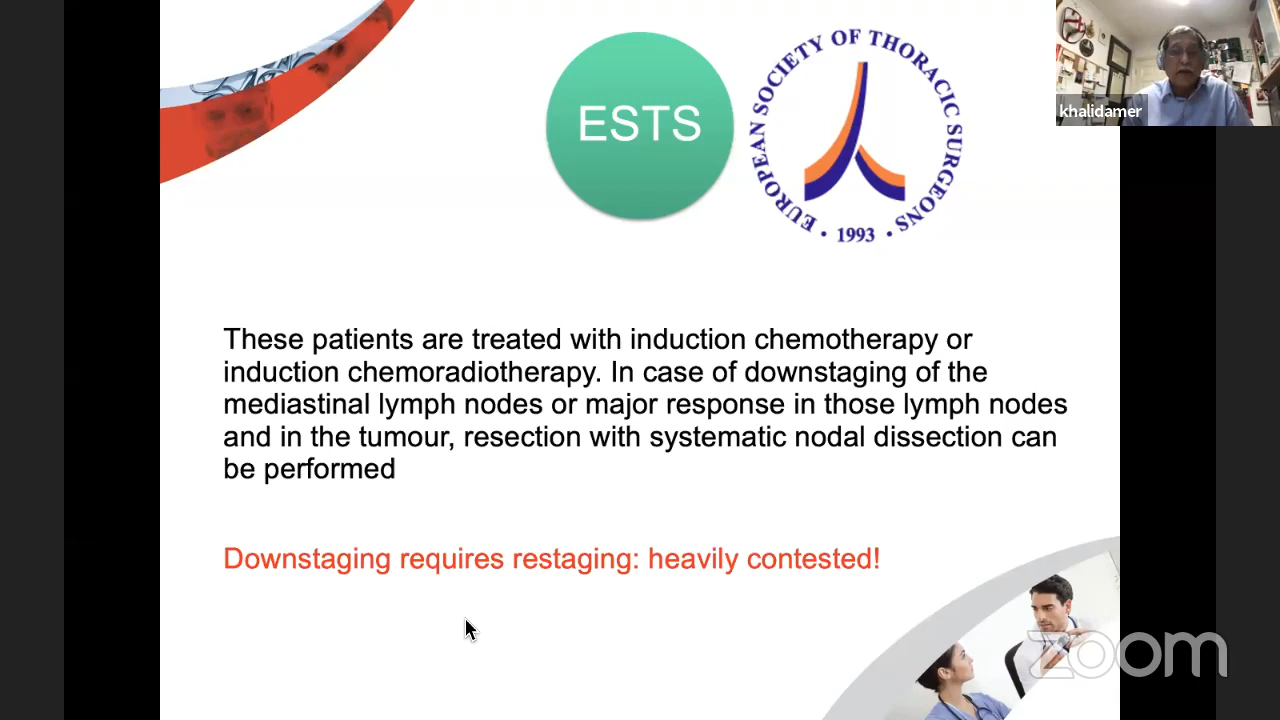 ESTS
EUROPEAN SOCIETY OF THORACIC SURGEONS
• 1993 •
khalidamer
These patients are treated with induction chemotherapy or
induction chemoradiotherapy. In case of downstaging of the
mediastinal lymph nodes or major response in those lymph nodes
and in the tumour, resection with systematic nodal dissection can
be performed
Downstaging requires restaging: heavily contested!
zoom